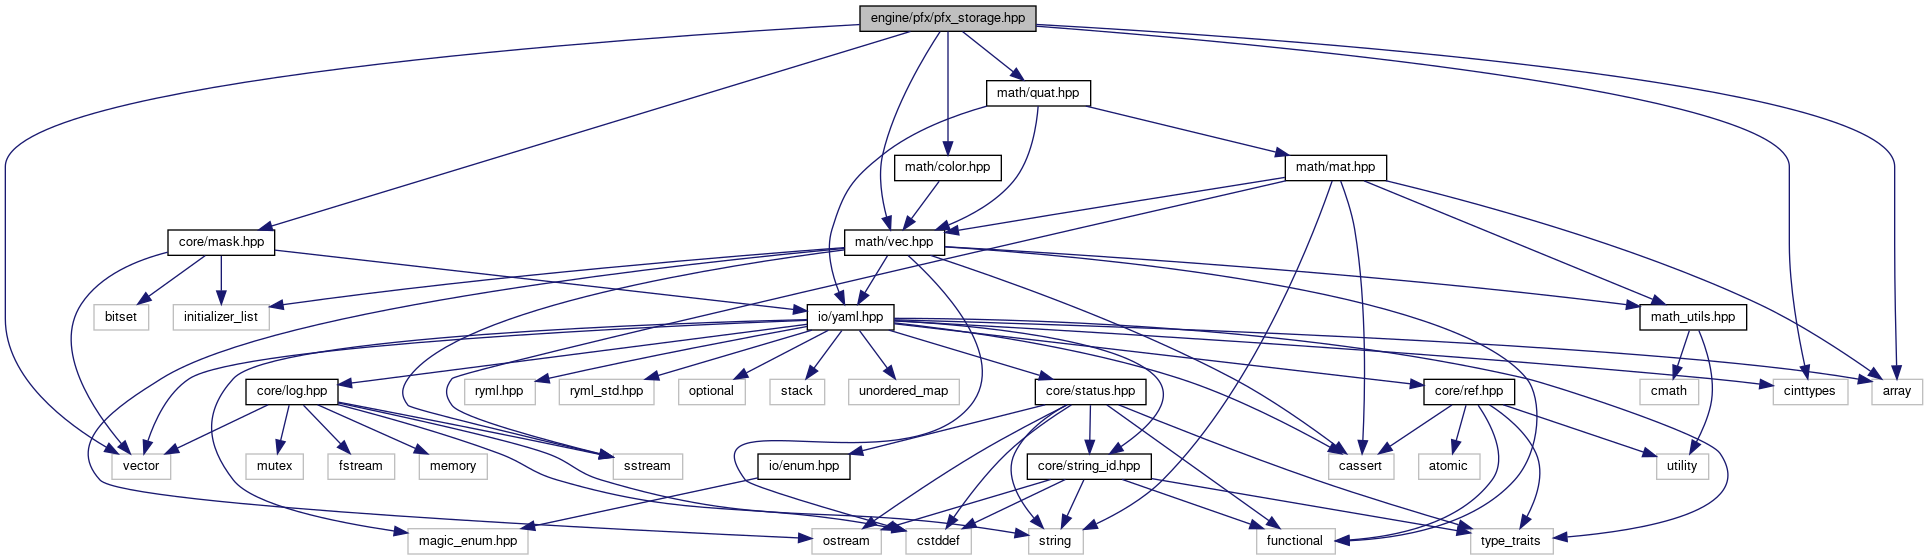 engine/pfx/pfx_storage.hpp
math/quat.hpp
math/color.hpp
math/mat.hpp
core/mask.hpp
math/vec.hpp
bitset
initializer_list
io/yaml.hpp
math_utils.hpp
core/log.hpp
ryml.hpp
ryml_std.hpp
optional
stack
unordered_map
core/status.hpp
core/ref.hpp
cmath
cinttypes
array
vector
mutex
fstream
memory
sstream
io/enum.hpp
core/string_id.hpp
cassert
atomic
utility
magic_enum.hpp
ostream
cstddef
string
functional
type_traits